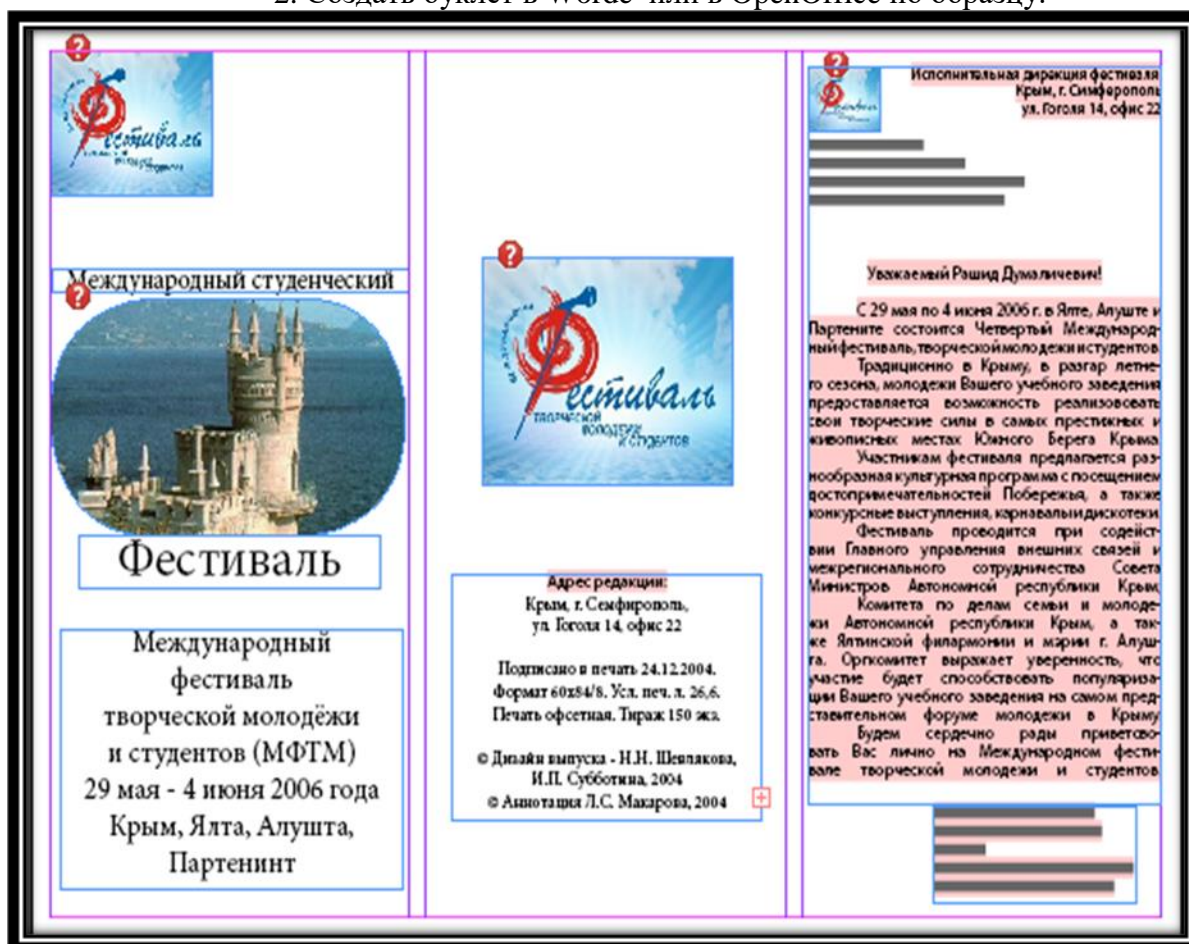 2. Создать буклет в Worde или в OpenOffice по образцу:
Фестиваль
Международный студенческий
Фестиваль
Международный
фестиваль
творческой молодёжи
и студентов (МФТМ)
29 мая - 4 июня 2006 года
Крым, Ялта, Алушта,
Партенинт
Фестиваль
ТВОРЧЕСКОЙ
МОЛОДЕЖИ
И СТУДЕНТОВ
Адрес редакции:
Крым, г. Семфирополь,
ул. Гоголя 14, офис 22
Подписано в печать 24.12.2004.
Формат 60х84/8. Усл. печ. л. 26,6.
Печать офсетная. Тираж 150 экз.
© Дизайн выпуска - Н.Н. Шевлякова,
И.П. Субботина, 2004
© Аннотация Л.С. Макарова, 2004
Исполнительная дирекция фестиваля
Крым, г. Симферополь
ул. Гоголя 14, офис 22
Уважаемый Рашид Думаличевич!
С 29 мая по 4 июня 2006 г. в Ялте, Алуште и
Партените состоится Четвертый Международ-
ный фестиваль, творческой молодежи и студентов.
Традиционно в Крыму, в разгар летне-
го сезона, молодежи Вашего учебного заведения
предоставляется возможность реализовать
свои творческие силы в самых престижных и
живописных местах Южного Берега Крыма.
Участникам фестиваля предлагается раз-
нообразная культурная программа с посещением
достопримечательностей Побережья, а также
конкурсные выступления, карнавалы и дискотеки.
Фестиваль проводится при содейст-
вии Главного управления внешних связей и
межрегионального сотрудничества Совета
Министров Автономной республики Крым,
Комитета по делам семьи и молоде-
жи Автономной республики Крым, а так-
же Ялтинской филармонии и мэрии г. Алуш-
та. Оргкомитет выражает уверенность, что
участие будет способствовать популяриза-
ции Вашего учебного заведения на самом пред-
ставительном форуме молодежи в Крыму.
Будем сердечно рады приветсво-
вать Вас лично на Международном фести-
вале творческой молодежи и студентов.